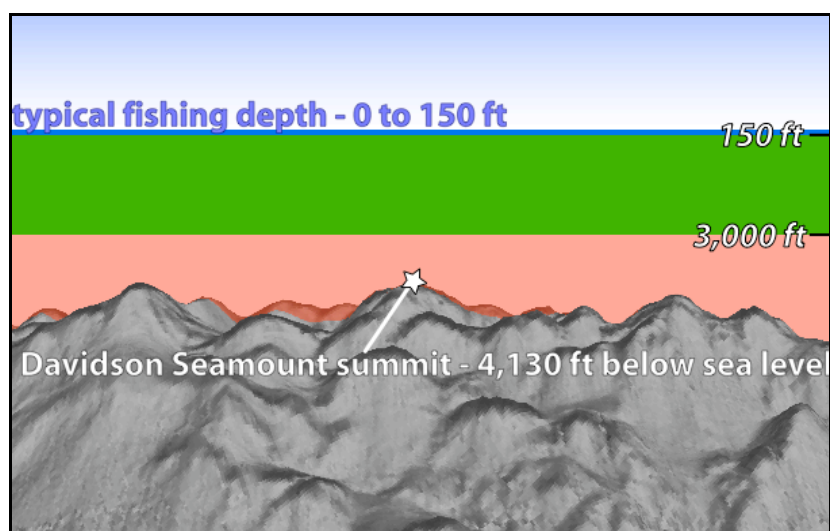 typical fishing depth - 0 to 150 ft
150 ft
3,000 ft
Davidson Seamount summit - 4,130 ft below sea level